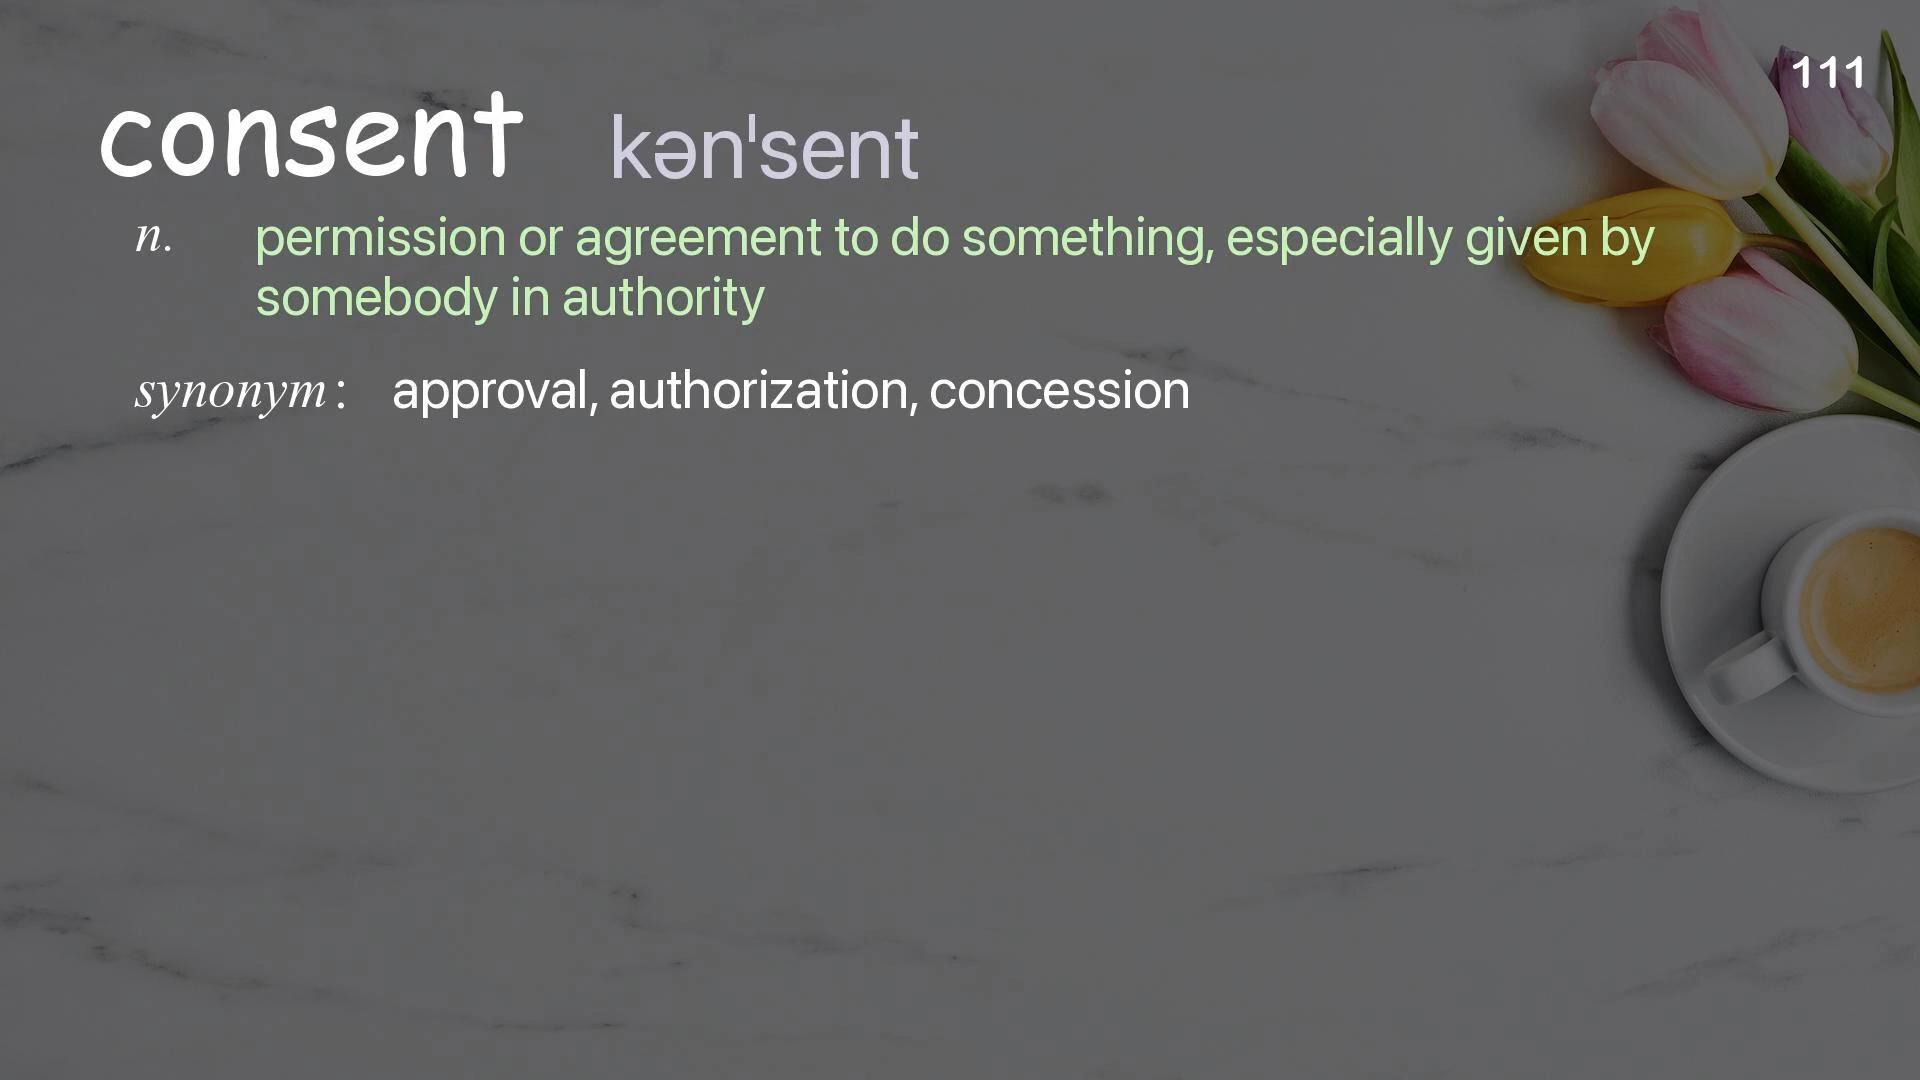 111
consent kən'sent
n. permission or agreement to do something, especially given by
somebody in authority
synonym: approval, authorization, concession